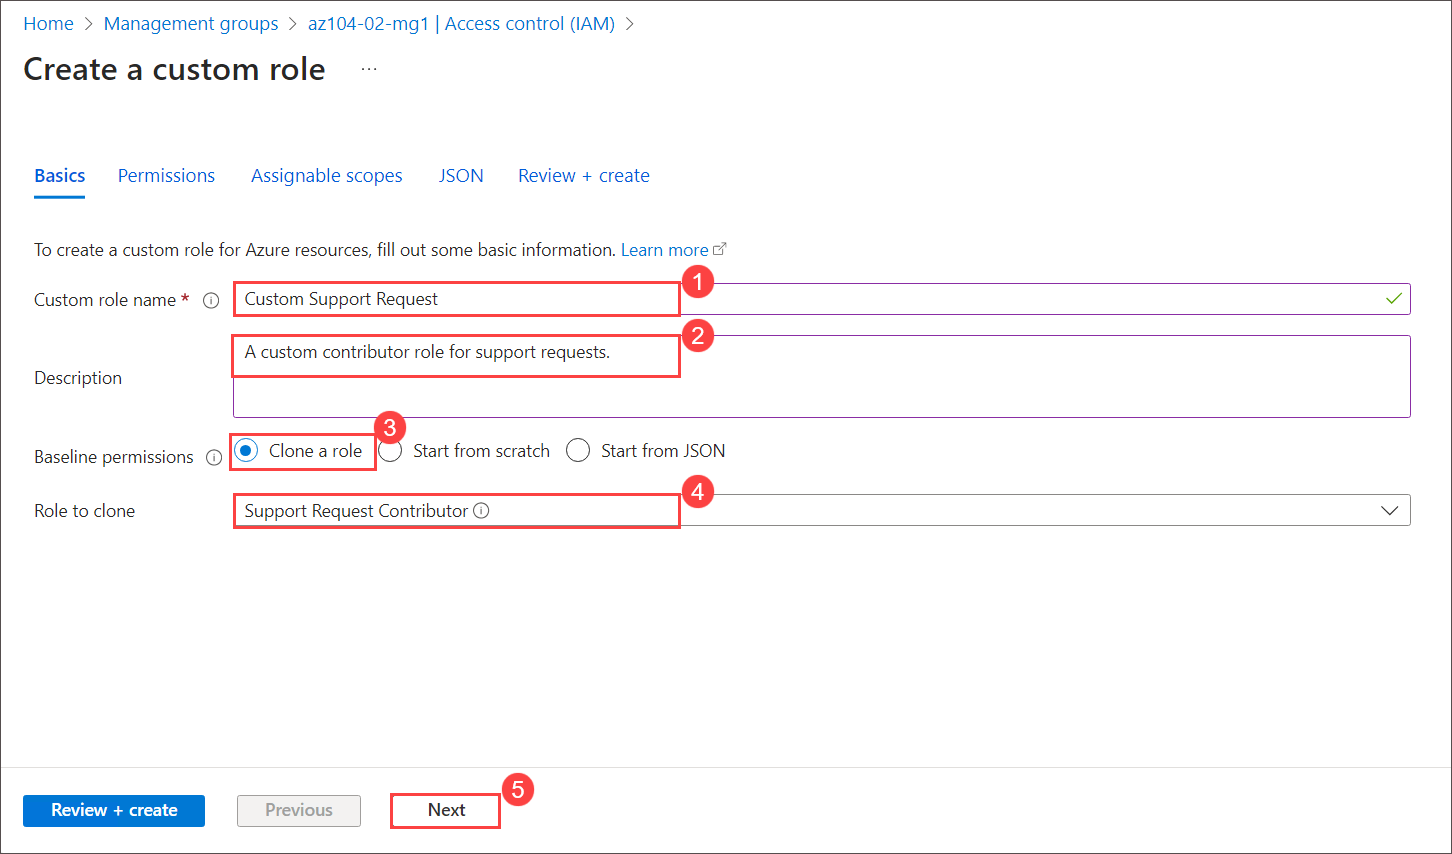 Home > Management groups > az104-02-mg1 | Access control (IAM) >
Create a custom role ...
Basics Permissions Assignable scopes JSON Review + create
To create a custom role for Azure resources, fill out some basic information. Learn more
Custom role name * Custom Support Request 1
Description A custom contributor role for support requests. 2
Baseline permissions Clone a role 3 Start from scratch Start from JSON
Role to clone Support Request Contributor 4
Review + create Previous Next 5